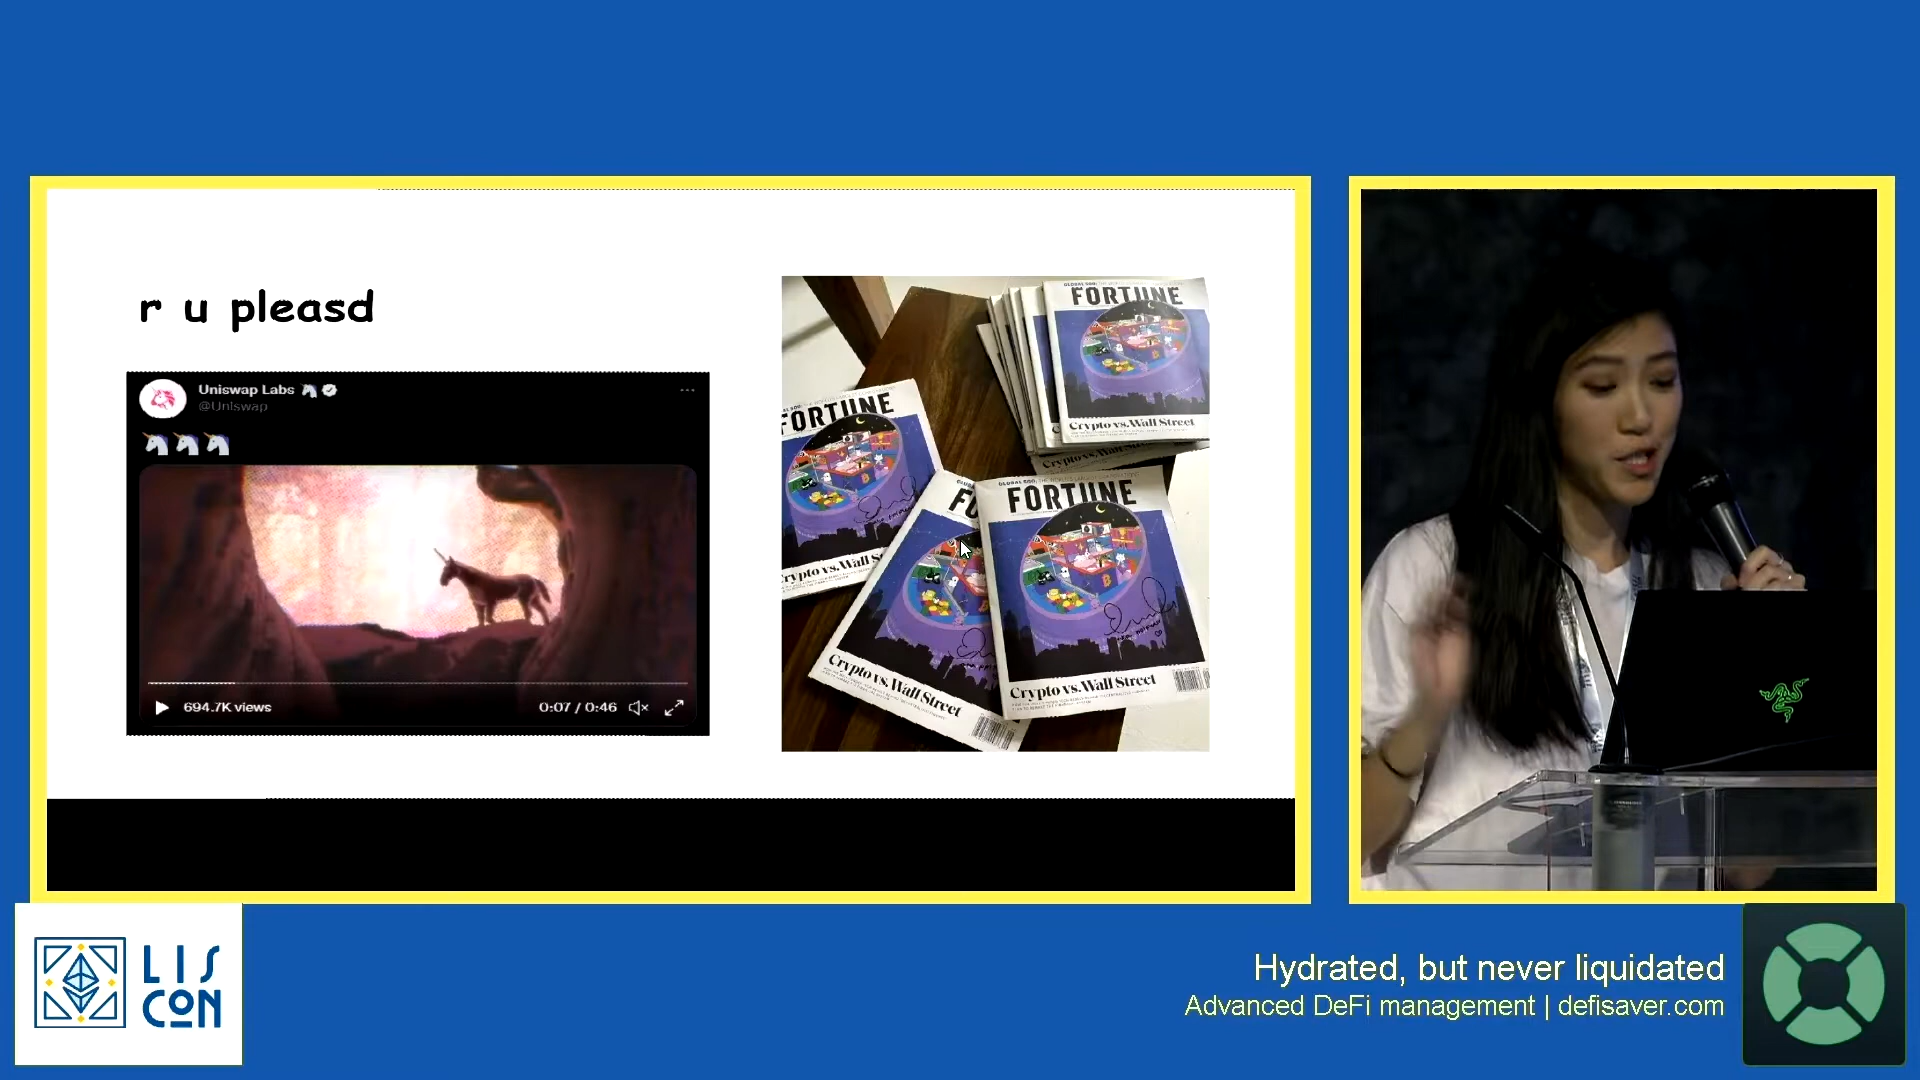 r u pleasd
Uniswap Labs
@Uniswap
694.7K views
0:07 / 0:46
FORTUNE
Crypto vs. Wall Street
FORTUNE
Crypto vs. Wall S
FO
Crypto vs. Wall Street
FORTUNE
Crypto vs. Wall Street
LIS
CON
Hydrated, but never liquidated
Advanced DeFi management | defisaver.com